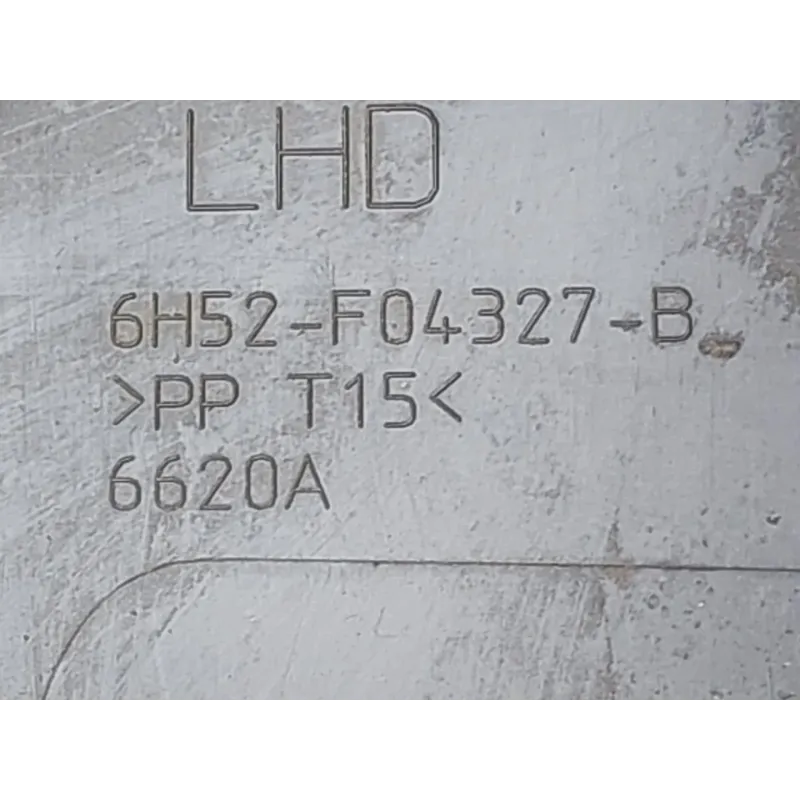 LHD
6H52-F04327-B
>PP T15<
6620A